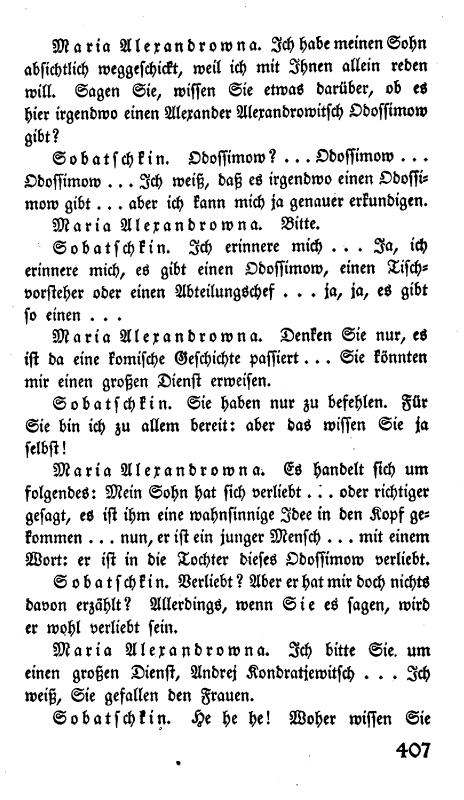 Maria Alexandrowna. Ich habe meinen Sohn
absichtlich weggeschickt, weil ich mit Ihnen allein reden
will. Sagen Sie, wissen Sie etwas darüber, ob es
hier irgendwo einen Alexander Alexandrowitsch Odossimow
gibt?
Sobatschkin. Odossimow? ... Odossimow ...
Odossimow ... Ich weiß, daß es irgendwo einen Odossi-
mow gibt ... aber ich kann mich ja genauer erkundigen.
Maria Alexandrowna. Bitte.
Sobatschkin. Ich erinnere mich ... Ja, ich
erinnere mich, es gibt einen Odossimow, einen Tisch-
vorsteher oder einen Abteilungschef ... ja, ja, es gibt
so einen ...
Maria Alexandrowna. Denken Sie nur, es
ist da eine komische Geschichte passiert ... Sie könnten
mir einen großen Dienst erweisen.
Sobatschkin. Sie haben nur zu befehlen. Für
Sie bin ich zu allem bereit: aber das wissen Sie ja
selbst!
Maria Alexandrowna. Es handelt sich um
folgendes: Mein Sohn hat sich verliebt ... oder richtiger
gesagt, es ist ihm eine wahnsinnige Idee in den Kopf ge-
kommen ... nun, er ist ein junger Mensch ... mit einem
Wort: er ist in die Tochter dieses Odossimow verliebt.
Sobatschkin. Verliebt? Aber er hat mir doch nichts
davon erzählt? Allerdings, wenn Sie es sagen, wird
er wohl verliebt sein.
Maria Alexandrowna. Ich bitte Sie um
einen großen Dienst, Andrej Kondratjewitsch ... Ich
weiß, Sie gefallen den Frauen.
Sobatschkin. He he he! Woher wissen Sie
407